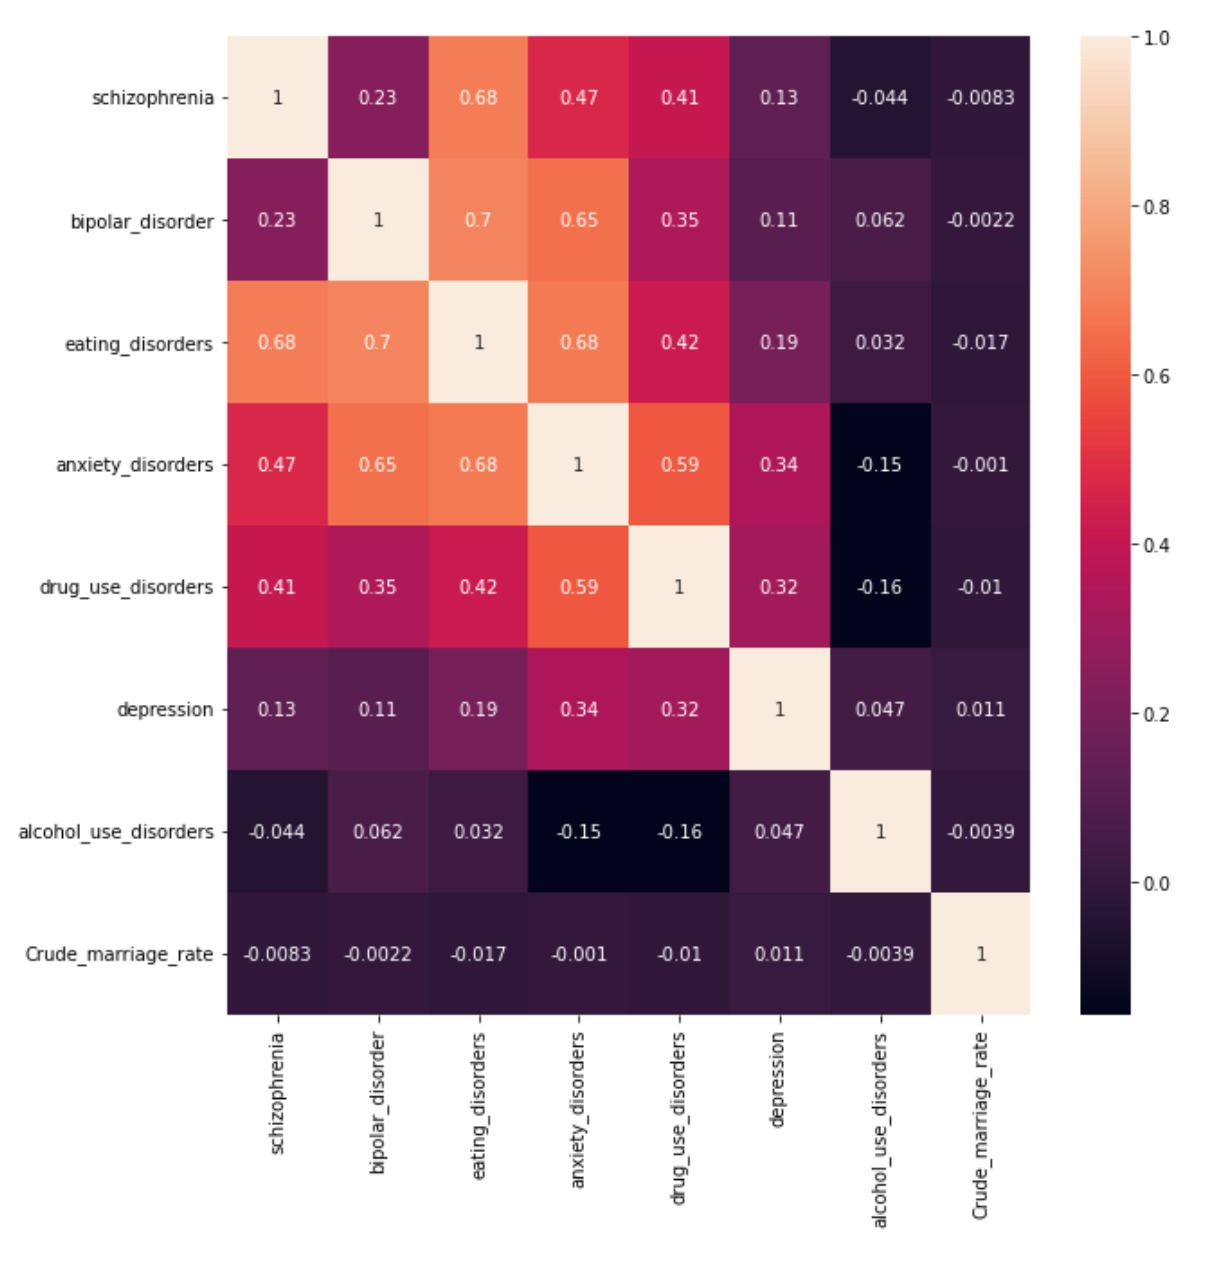 schizophrenia 1 0.23 0.68 0.47 0.41 0.13 -0.044 -0.0083
bipolar_disorder 0.23 1 0.7 0.65 0.35 0.11 0.062 -0.0022
eating_disorders 0.68 0.7 1 0.68 0.42 0.19 0.032 -0.017
anxiety_disorders 0.47 0.65 0.68 1 0.59 0.34 -0.15 -0.001
drug_use_disorders 0.41 0.35 0.42 0.59 1 0.32 -0.16 -0.01
depression 0.13 0.11 0.19 0.34 0.32 1 0.047 0.011
alcohol_use_disorders -0.044 0.062 0.032 -0.15 -0.16 0.047 1 -0.0039
Crude_marriage_rate -0.0083 -0.0022 -0.017 -0.001 -0.01 0.011 -0.0039 1
schizophrenia
bipolar_disorder
eating_disorders
anxiety_disorders
drug_use_disorders
depression
alcohol_use_disorders
Crude_marriage_rate
1.0
0.8
0.6
0.4
0.2
0.0